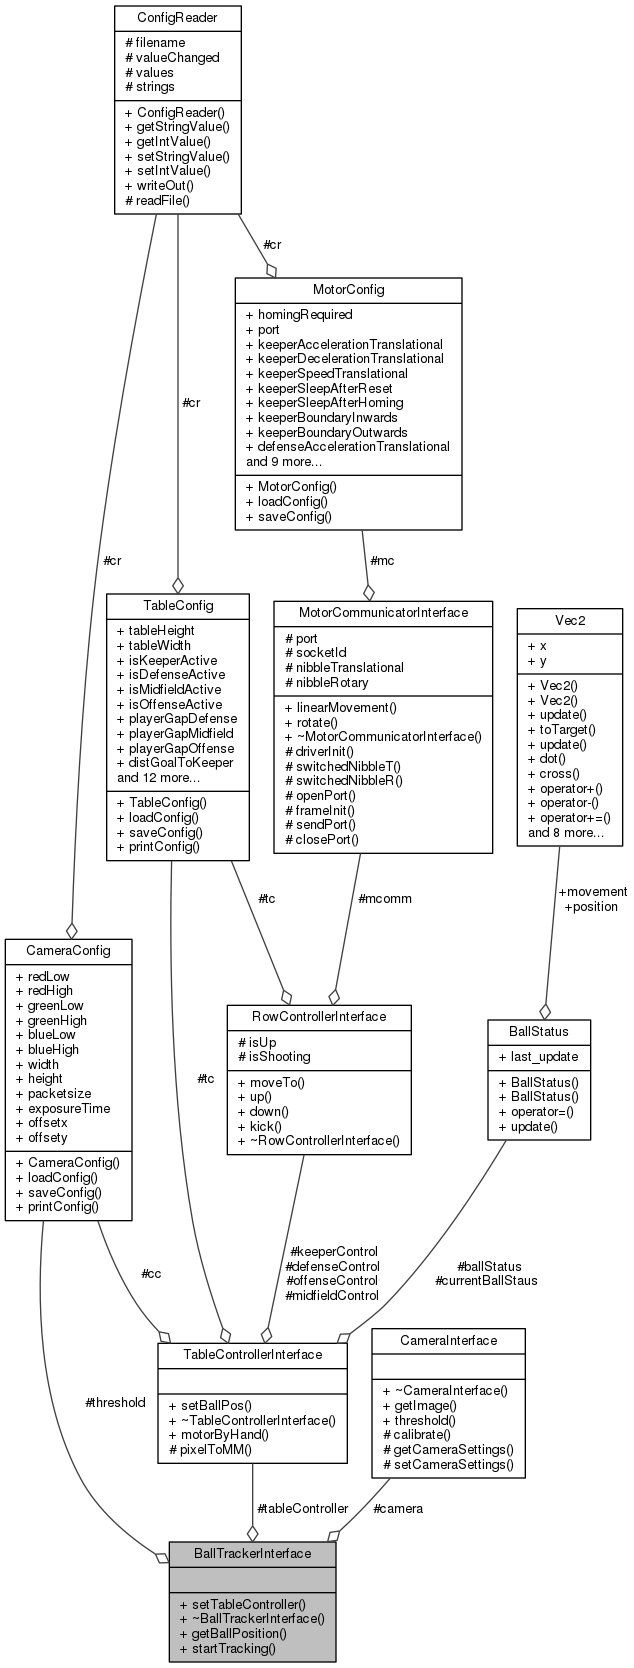 ConfigReader
# filename
# valueChanged
# values
# strings
+ ConfigReader()
+ getStringValue()
+ getIntValue()
+ setStringValue()
+ setIntValue()
+ writeOut()
# readFile()
#cr
MotorConfig
+ homingRequired
+ port
+ keeperAccelerationTranslational
+ keeperDecelerationTranslational
+ keeperSpeedTranslational
+ keeperSleepAfterReset
+ keeperSleepAfterHoming
+ keeperBoundaryInwards
+ keeperBoundaryOutwards
+ defenseAccelerationTranslational
and 9 more...
+ MotorConfig()
+ loadConfig()
+ saveConfig()
#cr
#cr
#mc
TableConfig
+ tableHeight
+ tableWidth
+ isKeeperActive
+ isDefenseActive
+ isMidfieldActive
+ isOffenseActive
+ playerGapDefense
+ playerGapMidfield
+ playerGapOffense
+ distGoalToKeeper
and 12 more...
+ TableConfig()
+ loadConfig()
+ saveConfig()
+ printConfig()
MotorCommunicatorInterface
# port
# socketId
# nibbleTranslational
# nibbleRotary
+ linearMovement()
+ rotate()
+ ~MotorCommunicatorInterface()
# driverInit()
# switchedNibbleT()
# switchedNibbleR()
# openPort()
# frameInit()
# sendPort()
# closePort()
Vec2
+ x
+ y
+ Vec2()
+ Vec2()
+ update()
+ toTarget()
+ update()
+ dot()
+ cross()
+ operator+()
+ operator-()
+ operator+=()
and 8 more...
#tc
#mcomm
+movement
+position
CameraConfig
+ redLow
+ redHigh
+ greenLow
+ greenHigh
+ blueLow
+ blueHigh
+ width
+ height
+ packetsize
+ exposureTime
+ offsetx
+ offsety
+ CameraConfig()
+ loadConfig()
+ saveConfig()
+ printConfig()
#tc
RowControllerInterface
# isUp
# isShooting
+ moveTo()
+ up()
+ down()
+ kick()
+ ~RowControllerInterface()
BallStatus
+ last_update
+ BallStatus()
+ BallStatus()
+ operator=()
+ update()
#cc
#keeperControl
#defenseControl
#offenseControl
#midfieldControl
#ballStatus
#currentBallStaus
#threshold
TableControllerInterface
+ setBallPos()
+ ~TableControllerInterface()
+ motorByHand()
# pixelToMM()
CameraInterface
+ ~CameraInterface()
+ getImage()
+ threshold()
# calibrate()
# getCameraSettings()
# setCameraSettings()
#tableController
#camera
BallTrackerInterface
+ setTableController()
+ ~BallTrackerInterface()
+ getBallPosition()
+ startTracking()